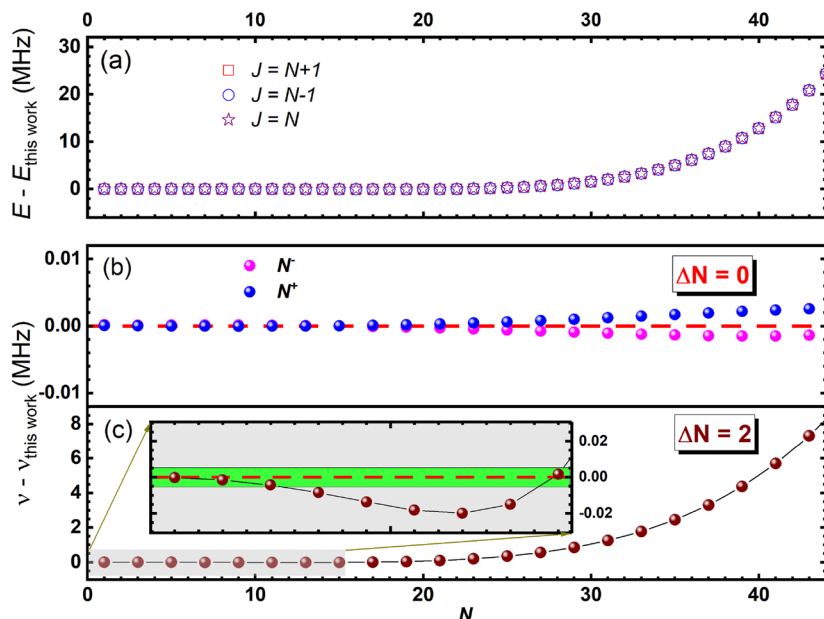 0 10 20 30 40
30
20
10
0
E - E this work (MHz)
(a)
J = N+1
J = N-1
J = N
0.01
0.00
-0.01
(b)
N-
N+
ΔN = 0
ν - ν this work (MHz)
8
6
4
2
0
(c)
0.02
0.00
-0.02
ΔN = 2
0 10 20 30 40
N